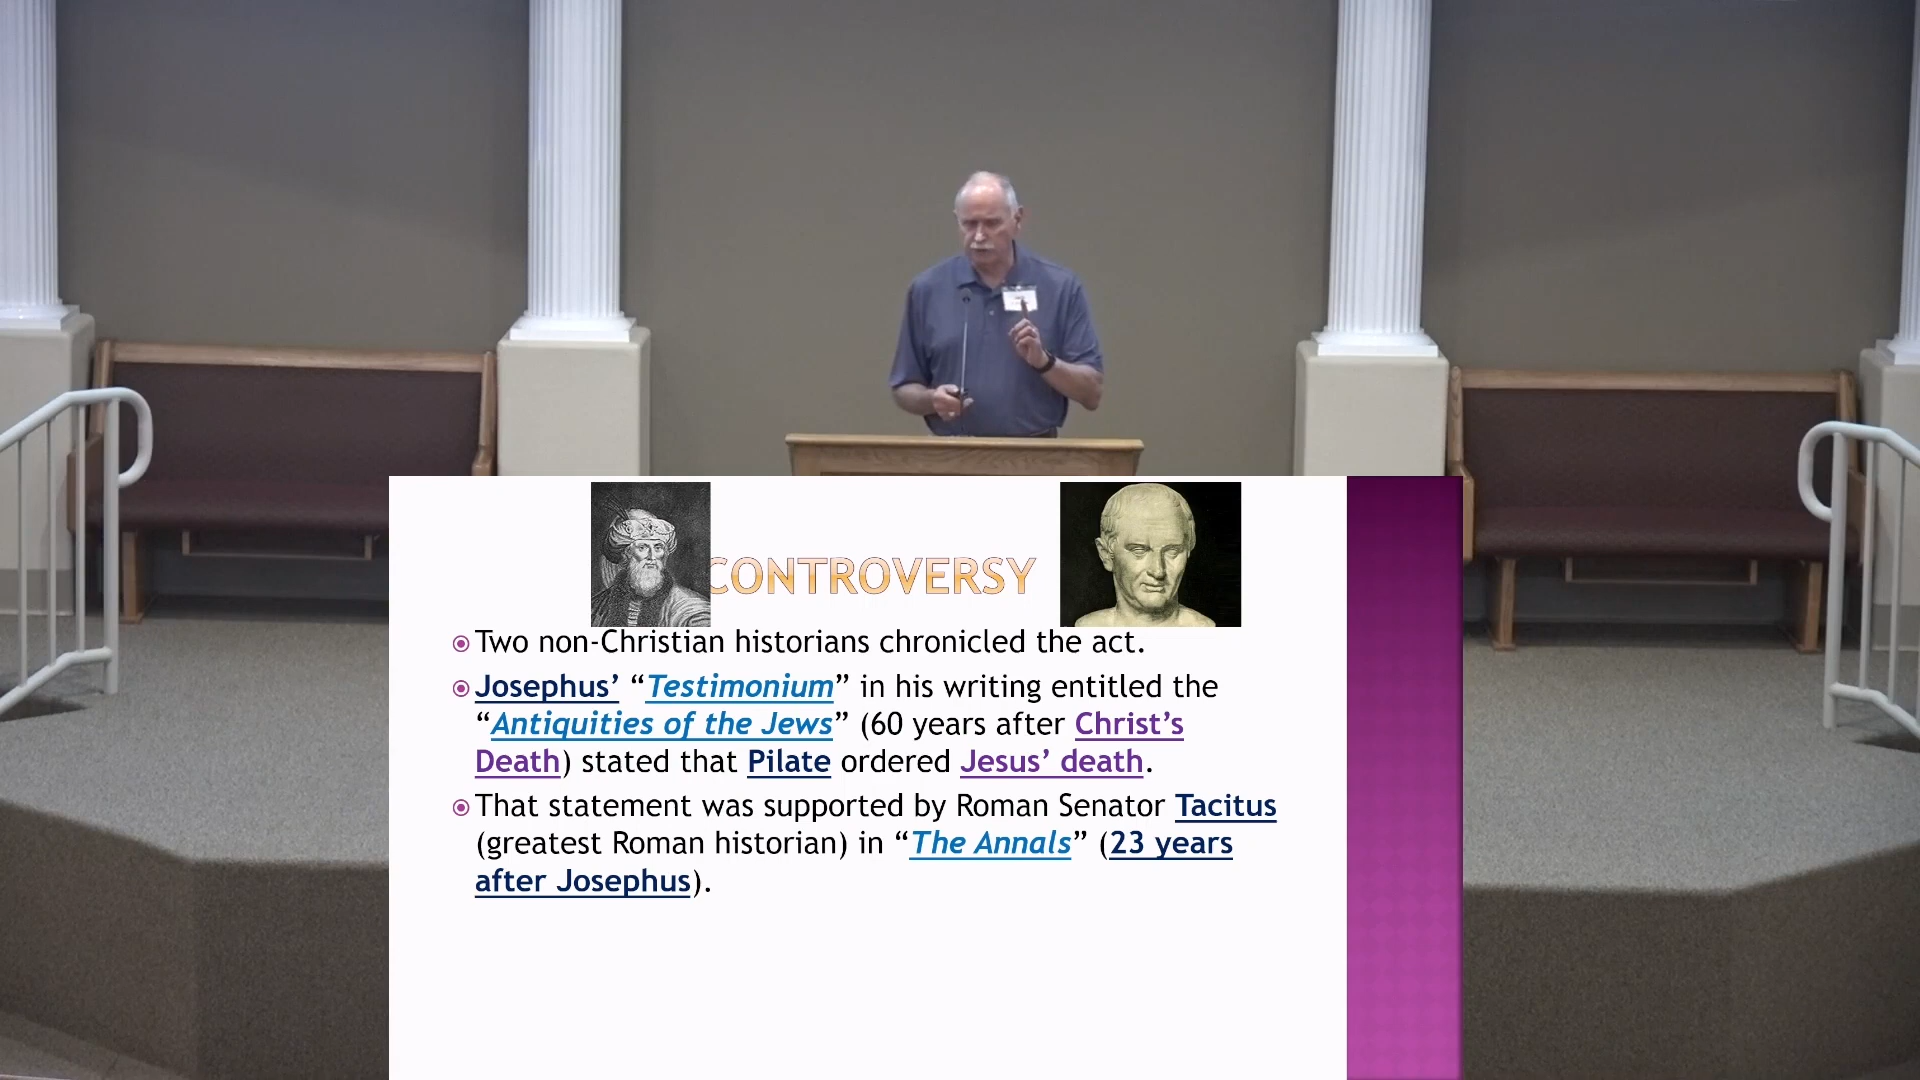 CONTROVERSY
Two non-Christian historians chronicled the act.
Josephus’ “Testimonium” in his writing entitled the
“Antiquities of the Jews” (60 years after Christ’s
Death) stated that Pilate ordered Jesus’ death.
That statement was supported by Roman Senator Tacitus
(greatest Roman historian) in “The Annals” (23 years
after Josephus).